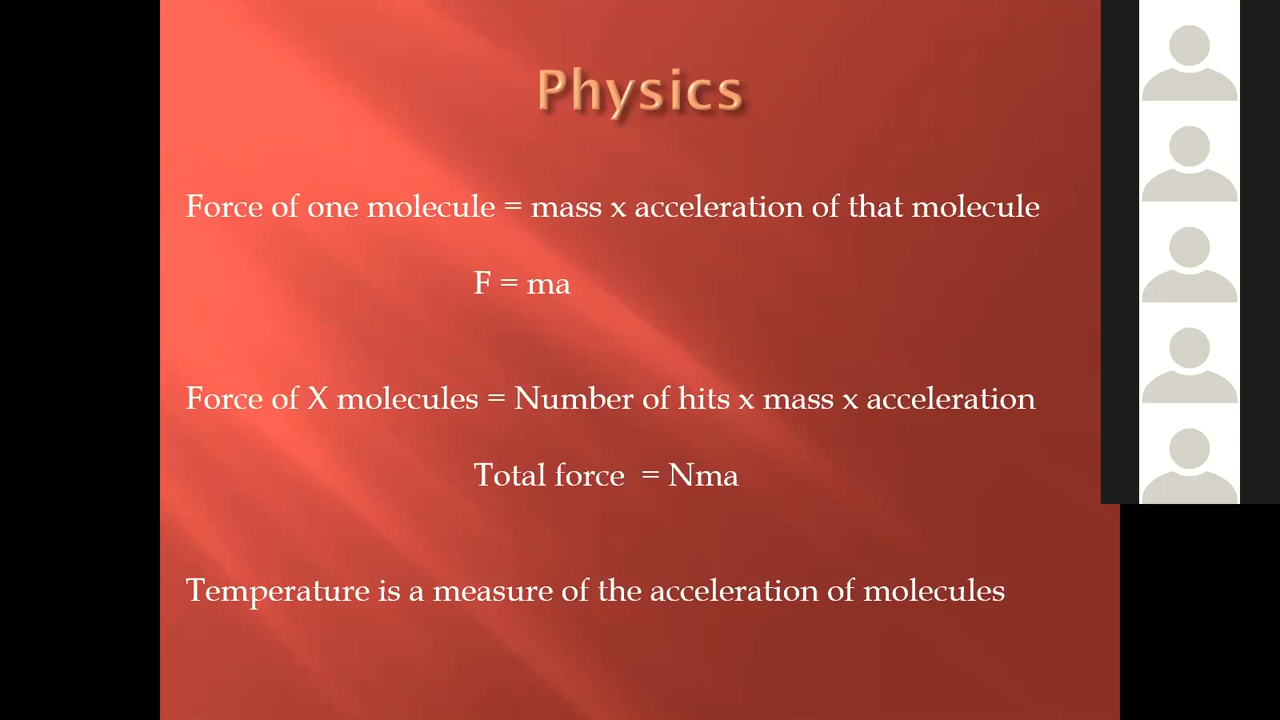 Physics
Force of one molecule = mass x acceleration of that molecule
F = ma
Force of X molecules = Number of hits x mass x acceleration
Total force = Nma
Temperature is a measure of the acceleration of molecules